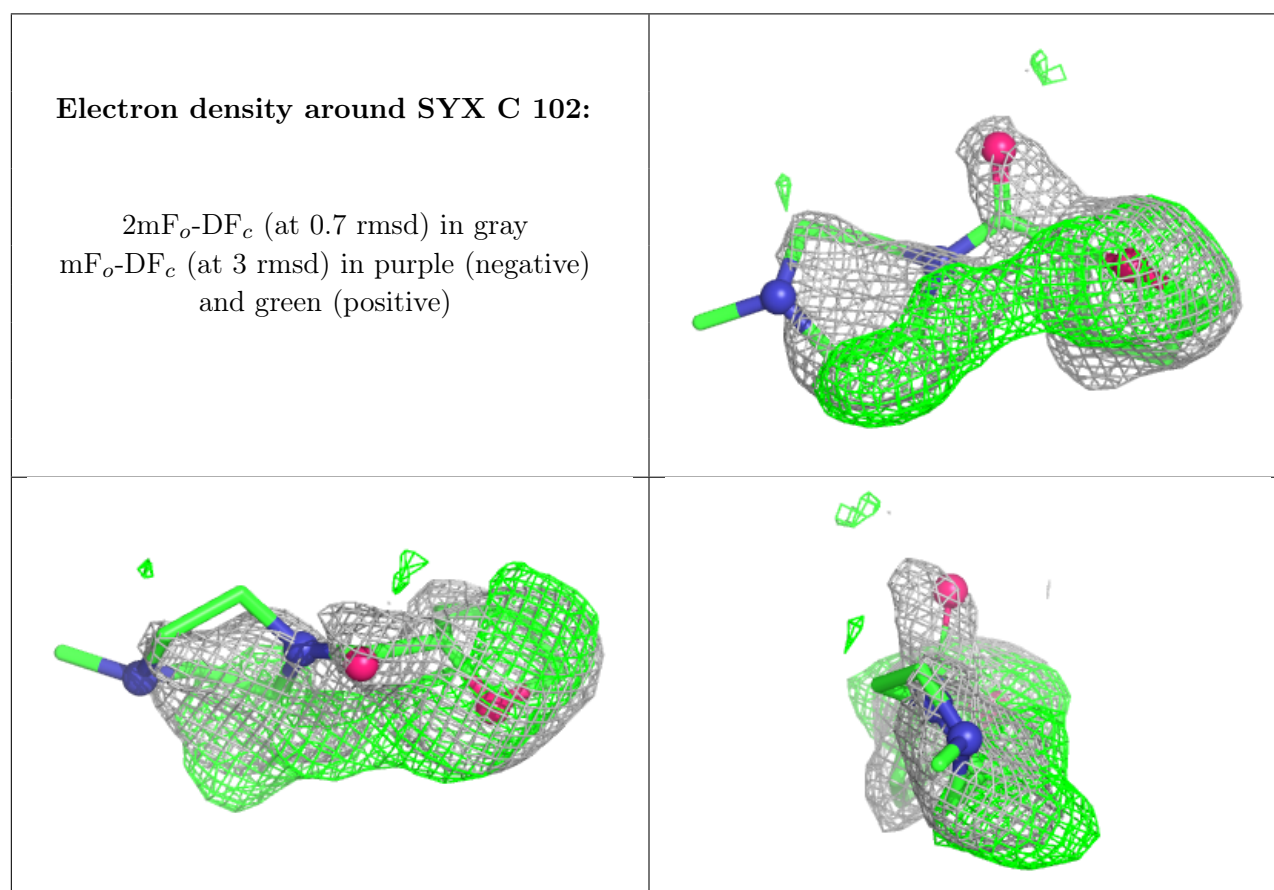 Electron density around SYX C 102:
2mFo-DFc (at 0.7 rmsd) in gray
mFo-DFc (at 3 rmsd) in purple (negative)
and green (positive)